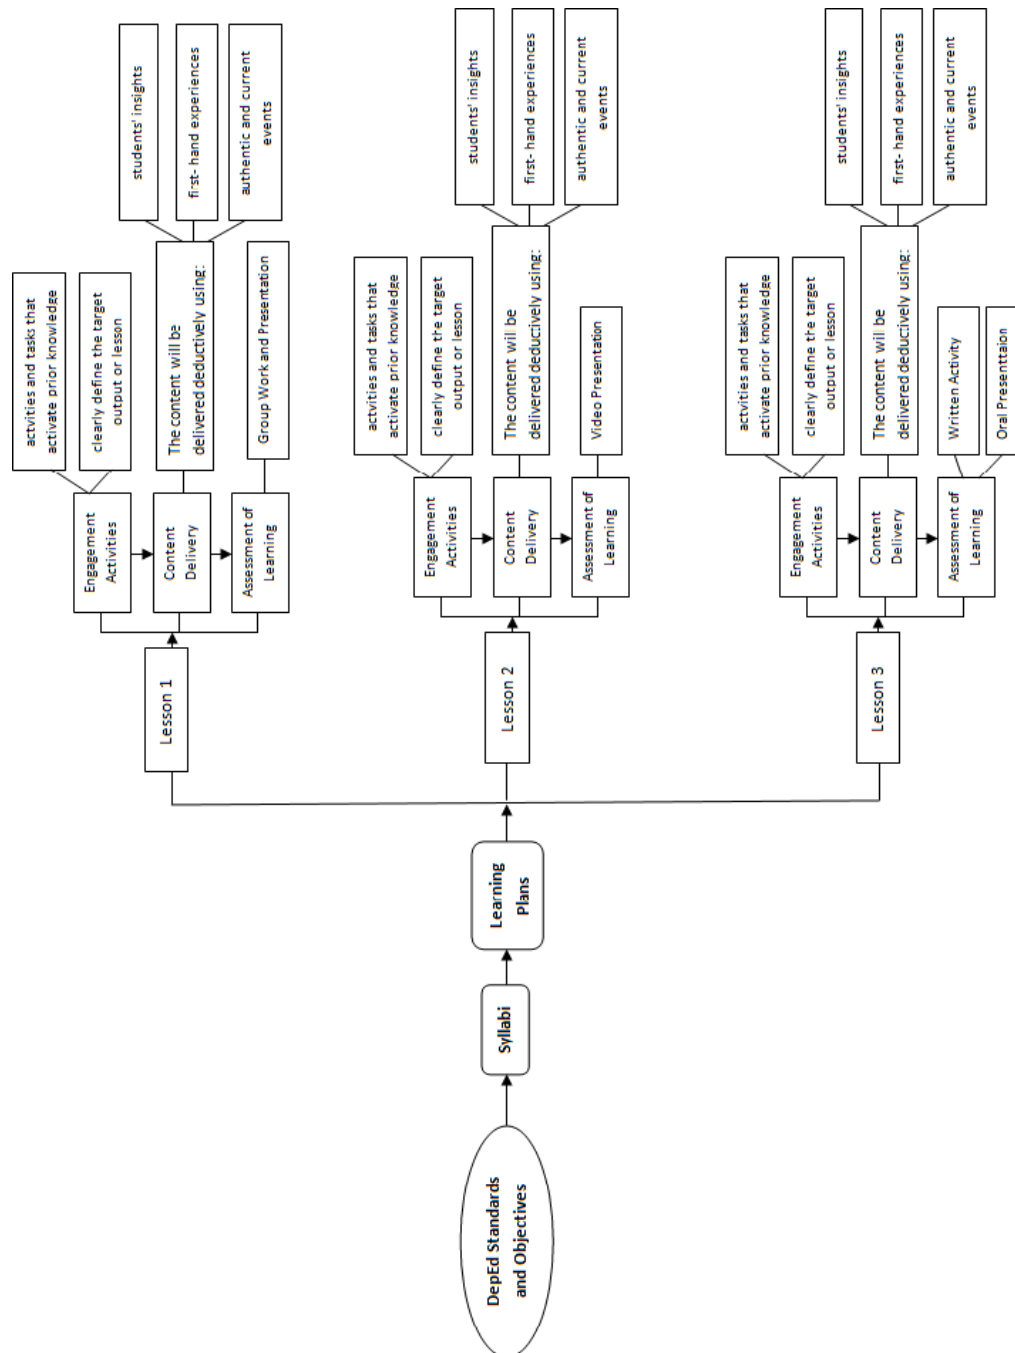 DepEd Standards
and Objectives
Syllabi
Learning
Plans
Lesson 1
Engagement
Activities
actvities and tasks that
activate prior knowledge
clearly define the target
output or lesson
Content
Delivery
The content will be
delivered deductively using:
students' insights
first- hand experiences
authentic and current
events
Assessment of
Learning
Group Work and Presentation
Lesson 2
Engagement
Activities
actvities and tasks that
activate prior knowledge
clearly define the target
output or lesson
Content
Delivery
The content will be
delivered deductively using:
students' insights
first- hand experiences
authentic and current
events
Assessment of
Learning
Video Presentation
Lesson 3
Engagement
Activities
actvities and tasks that
activate prior knowledge
clearly define the target
output or lesson
Content
Delivery
The content will be
delivered deductively using:
students' insights
first- hand experiences
authentic and current
events
Assessment of
Learning
Written Activity
Oral Presenttaion